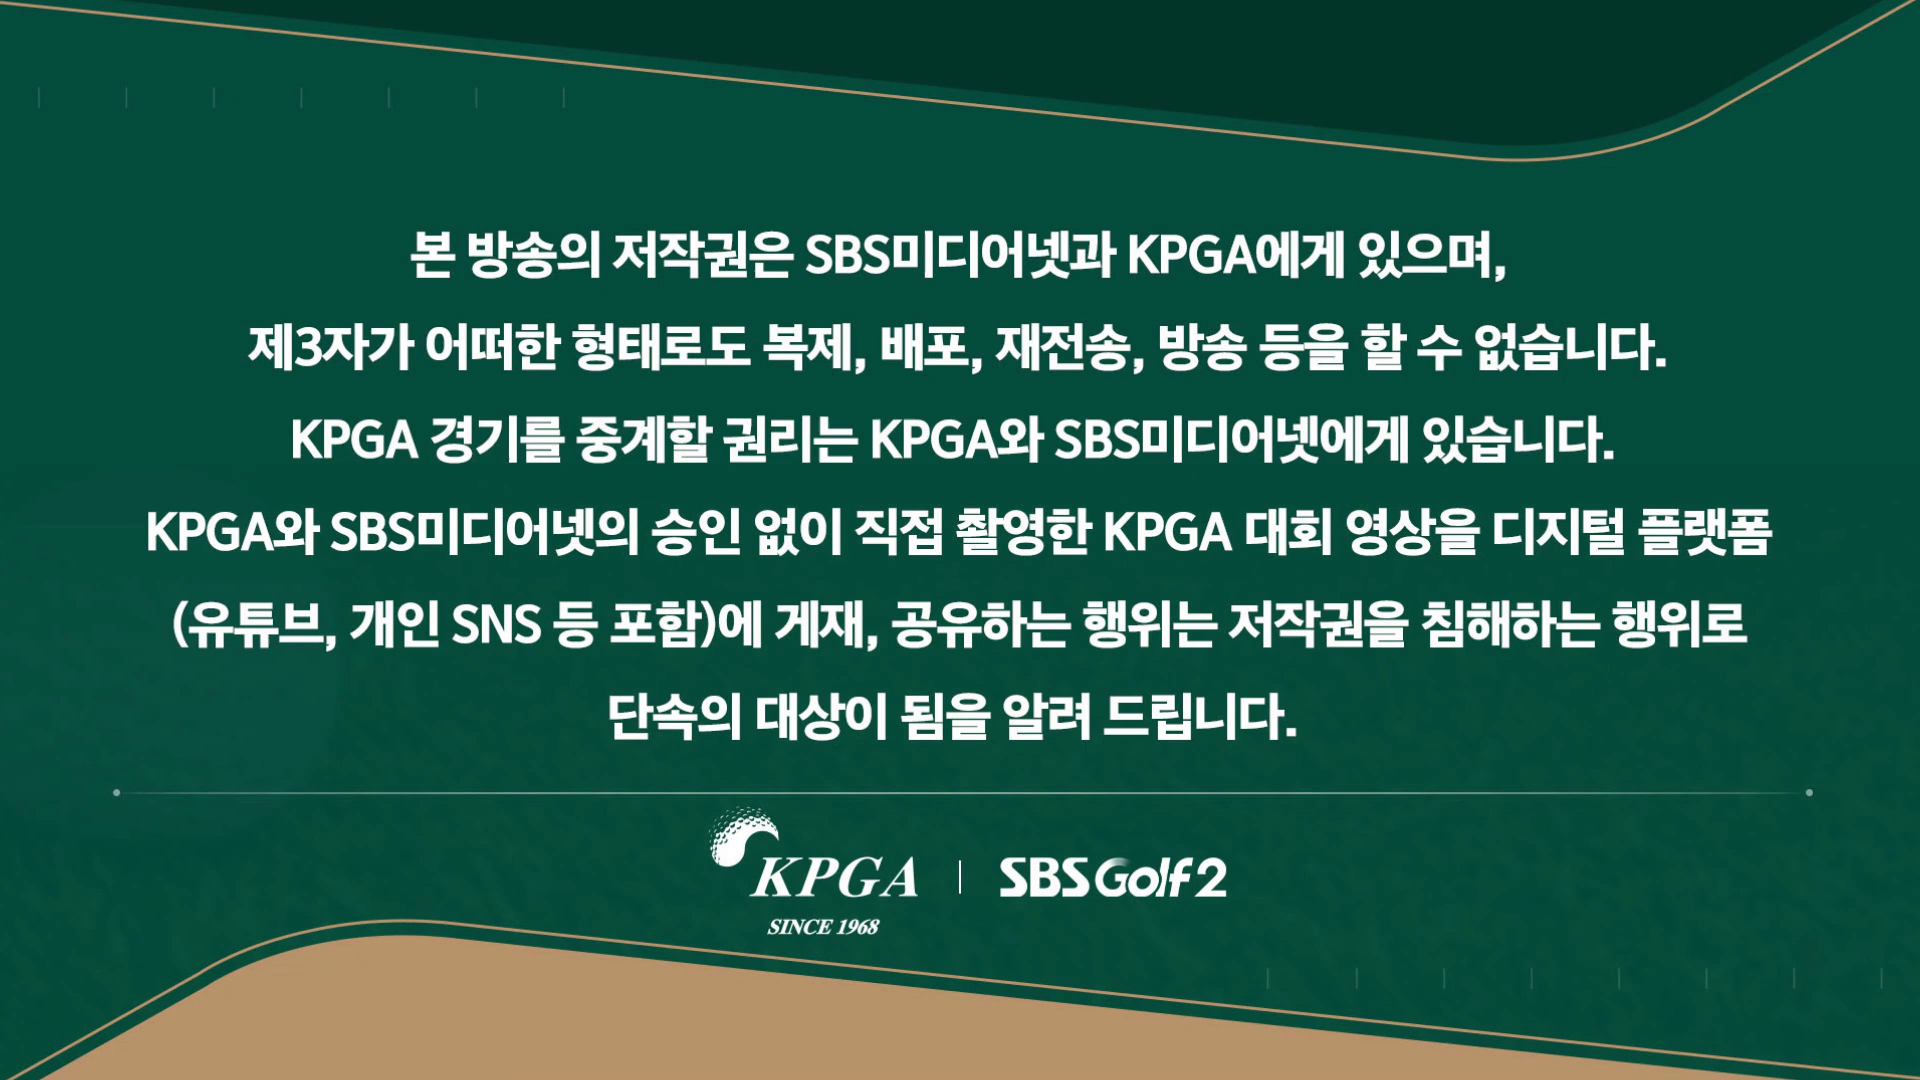 본 방송의 저작권은 SBS미디어넷과 KPGA에게 있으며,
제3자가 어떠한 형태로도 복제, 배포, 재전송, 방송 등을 할 수 없습니다.
KPGA 경기를 중계할 권리는 KPGA와 SBS미디어넷에게 있습니다.
KPGA와 SBS미디어넷의 승인 없이 직접 촬영한 KPGA 대회 영상을 디지털 플랫폼
(유튜브, 개인 SNS 등 포함)에 게재, 공유하는 행위는 저작권을 침해하는 행위로
단속의 대상이 됨을 알려 드립니다.
KPGA | SBS Golf 2
SINCE 1968